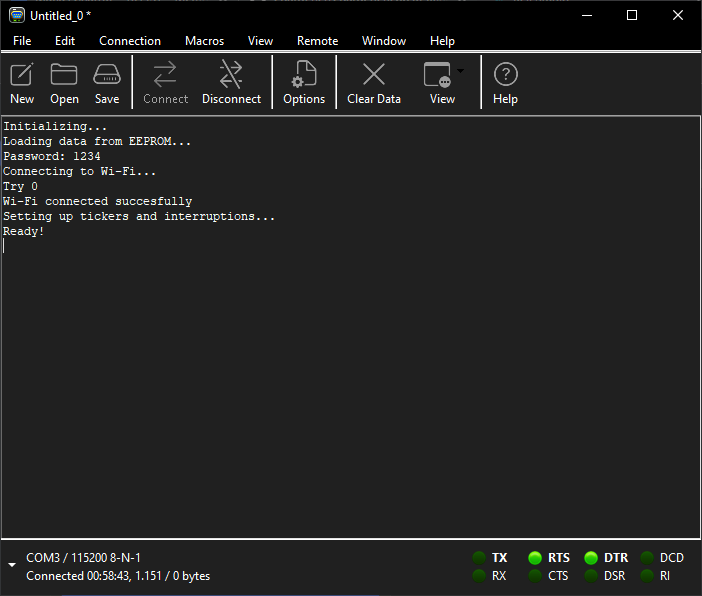 Untitled_0 *
File Edit Connection Macros View Remote Window Help
New Open Save Connect Disconnect Options Clear Data View Help
Initializing...
Loading data from EEPROM...
Password: 1234
Connecting to Wi-Fi...
Try 0
Wi-Fi connected succesfully
Setting up tickers and interruptions...
Ready!
COM3 / 115200 8-N-1
Connected 00:58:43, 1.151 / 0 bytes
TX RTS DTR DCD
RX CTS DSR RI